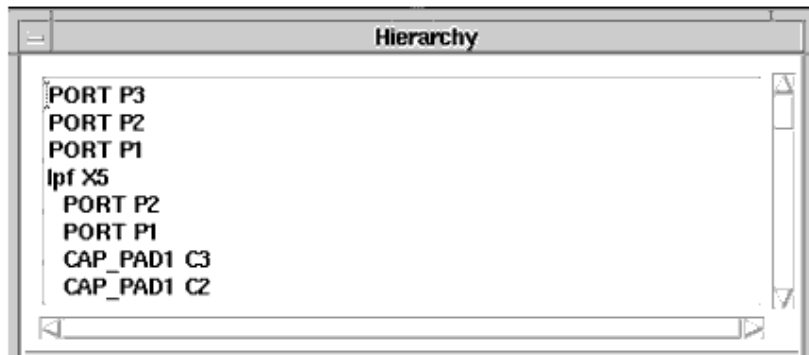 Hierarchy
PORT P3
PORT P2
PORT P1
lpf X5
PORT P2
PORT P1
CAP_PAD1 C3
CAP_PAD1 C2